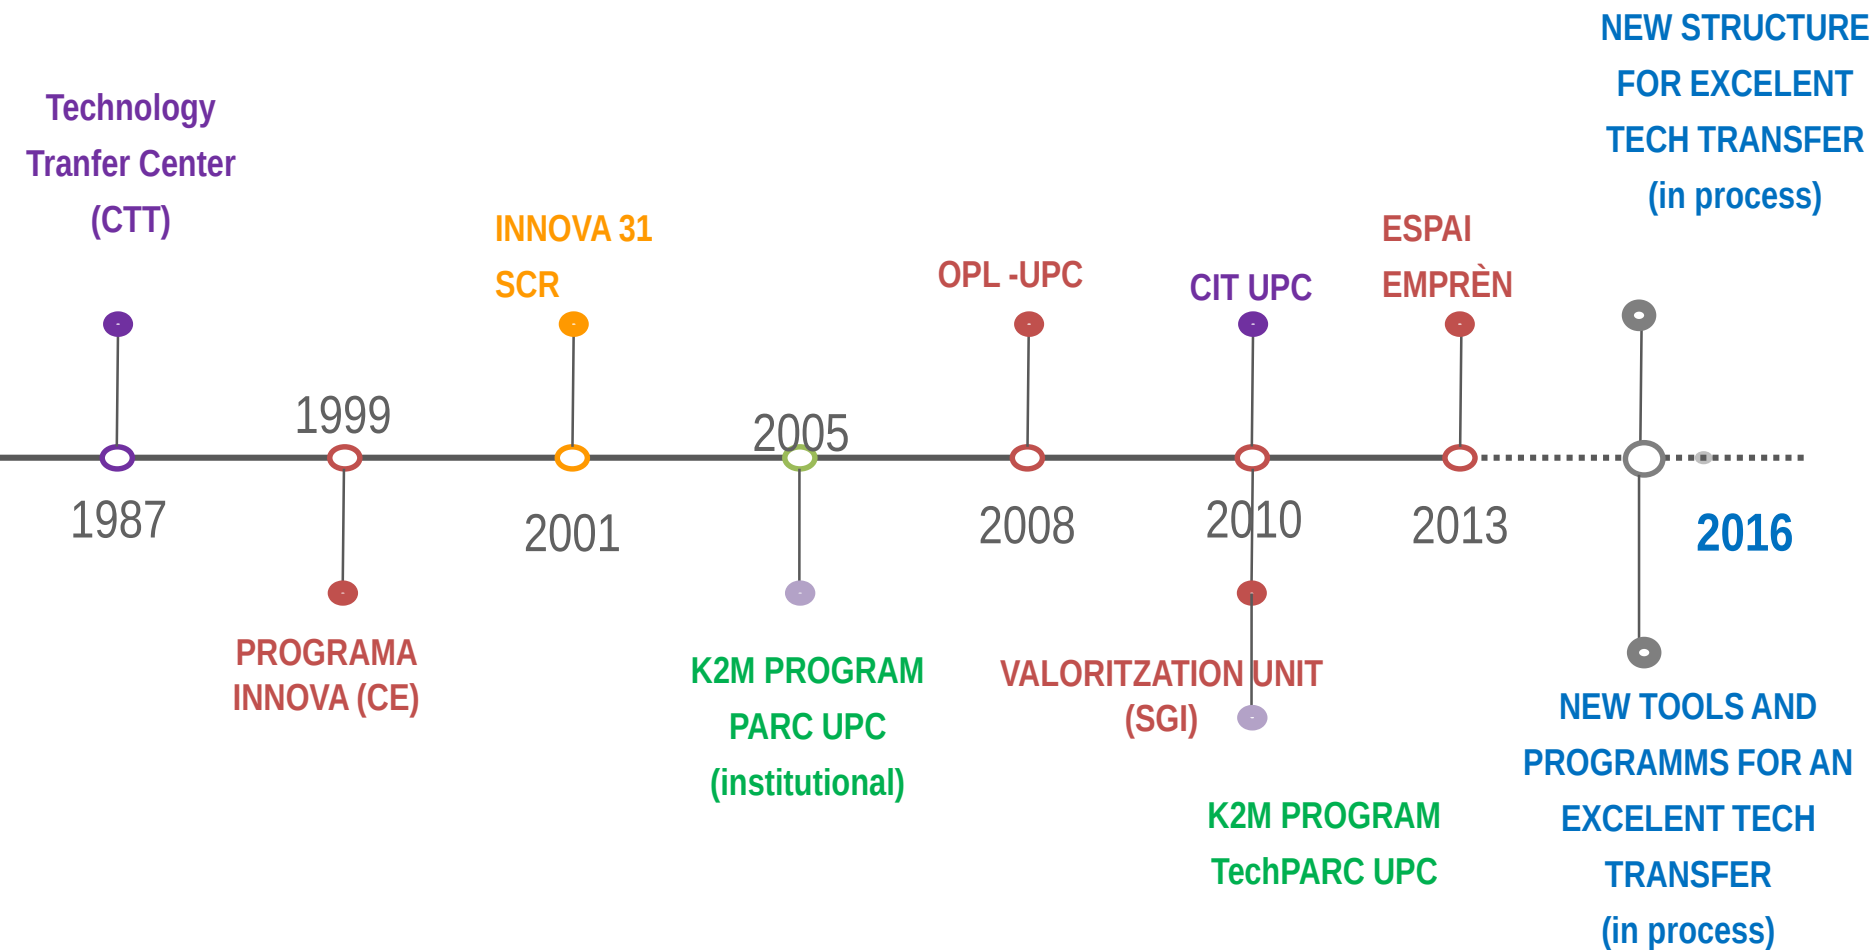 Technology
Tranfer Center
(CTT)
1987
1999
PROGRAMA
INNOVA (CE)
INNOVA 31
SCR
2001
2005
K2M PROGRAM
PARC UPC
(institutional)
OPL -UPC
2008
CIT UPC
2010
VALORITZATION UNIT
(SGI)
K2M PROGRAM
TechPARC UPC
ESPAI
EMPRÈN
2013
NEW STRUCTURE
FOR EXCELENT
TECH TRANSFER
(in process)
2016
NEW TOOLS AND
PROGRAMMS FOR AN
EXCELENT TECH
TRANSFER
(in process)